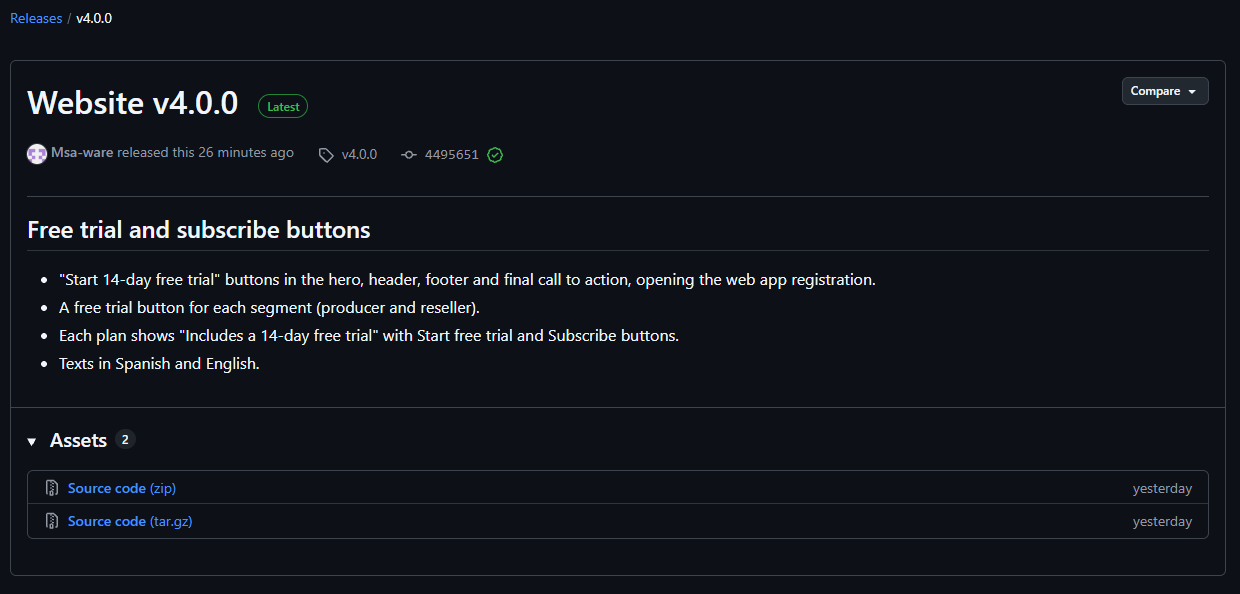 Releases / v4.0.0
Website v4.0.0 Latest
Compare
Msa-ware released this 26 minutes ago v4.0.0 4495651
Free trial and subscribe buttons
• "Start 14-day free trial" buttons in the hero, header, footer and final call to action, opening the web app registration.
• A free trial button for each segment (producer and reseller).
• Each plan shows "Includes a 14-day free trial" with Start free trial and Subscribe buttons.
• Texts in Spanish and English.
Assets 2
Source code (zip) yesterday
Source code (tar.gz) yesterday